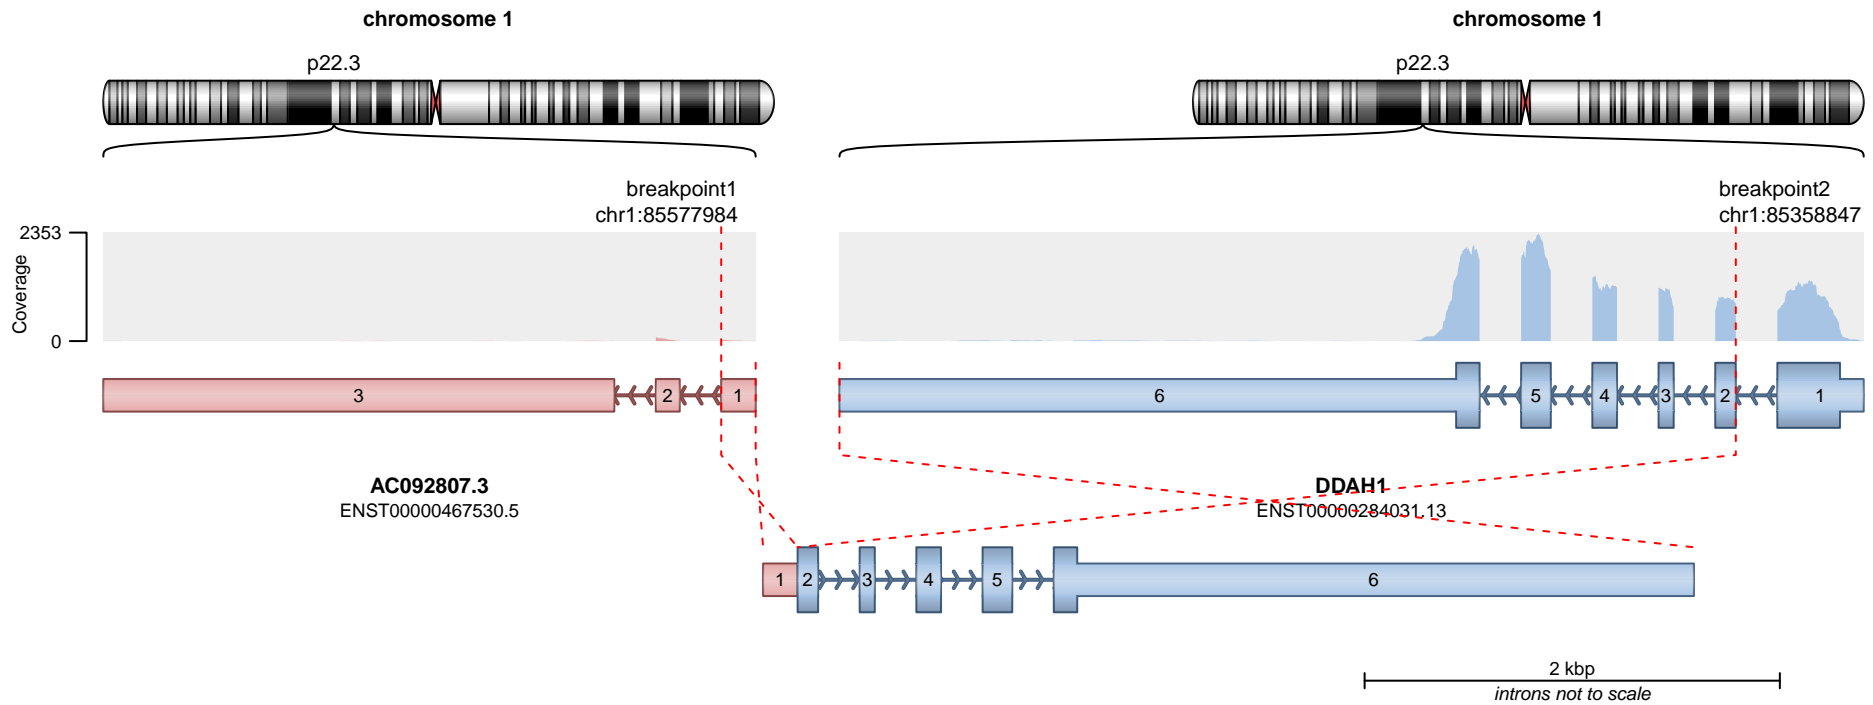 chromosome 1
chromosome 1
p22.3
p22.3
breakpoint1
chr1:85577984
breakpoint2
chr1:85358847
2353
Coverage
0
3 2 1
6 5 4 3 2 1
AC092807.3
ENST00000467530.5
DDAH1
ENST00000284031.13
1 2 3 4 5 6
2 kbp
introns not to scale